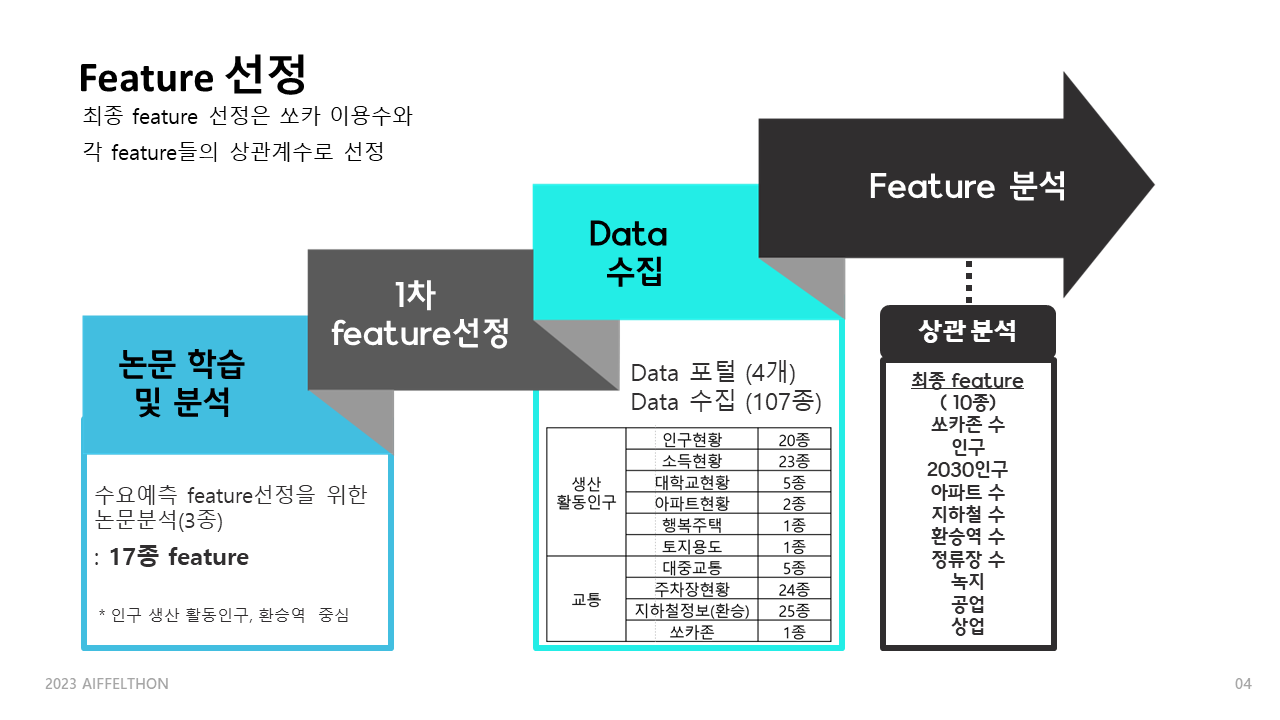 Feature 선정
최종 feature 선정은 쏘카 이용수와
각 feature들의 상관계수로 선정
논문 학습
및 분석
수요예측 feature선정을 위한
논문분석(3종)
: 17종 feature
* 인구 생산 활동인구, 환승역 중심
1차
feature선정
Data
수집
Data 포털 (4개)
Data 수집 (107종)
생산
활동인구
인구현황 20종
소득현황 23종
대학교현황 5종
아파트현황 2종
행복주택 1종
토지용도 1종
교통
대중교통 5종
주차장현황 24종
지하철정보(환승) 25종
쏘카존 1종
Feature 분석
상관 분석
최종 feature
( 10종)
쏘카존 수
인구
2030인구
아파트 수
지하철 수
환승역 수
정류장 수
녹지
공업
상업
2023 AIFFELTHON
04